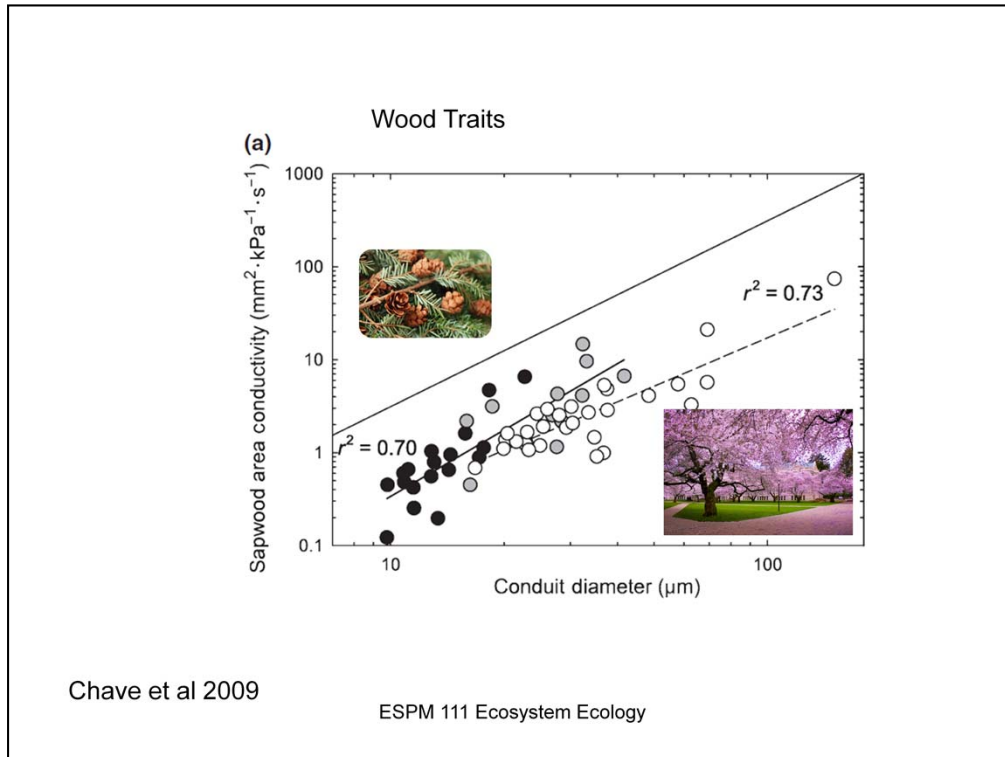 Wood Traits
(a)
Sapwood area conductivity (mm²·kPa⁻¹·s⁻¹)
1000
100
10
1
0.1
r² = 0.73
r² = 0.70
10
100
Conduit diameter (µm)
Chave et al 2009
ESPM 111 Ecosystem Ecology